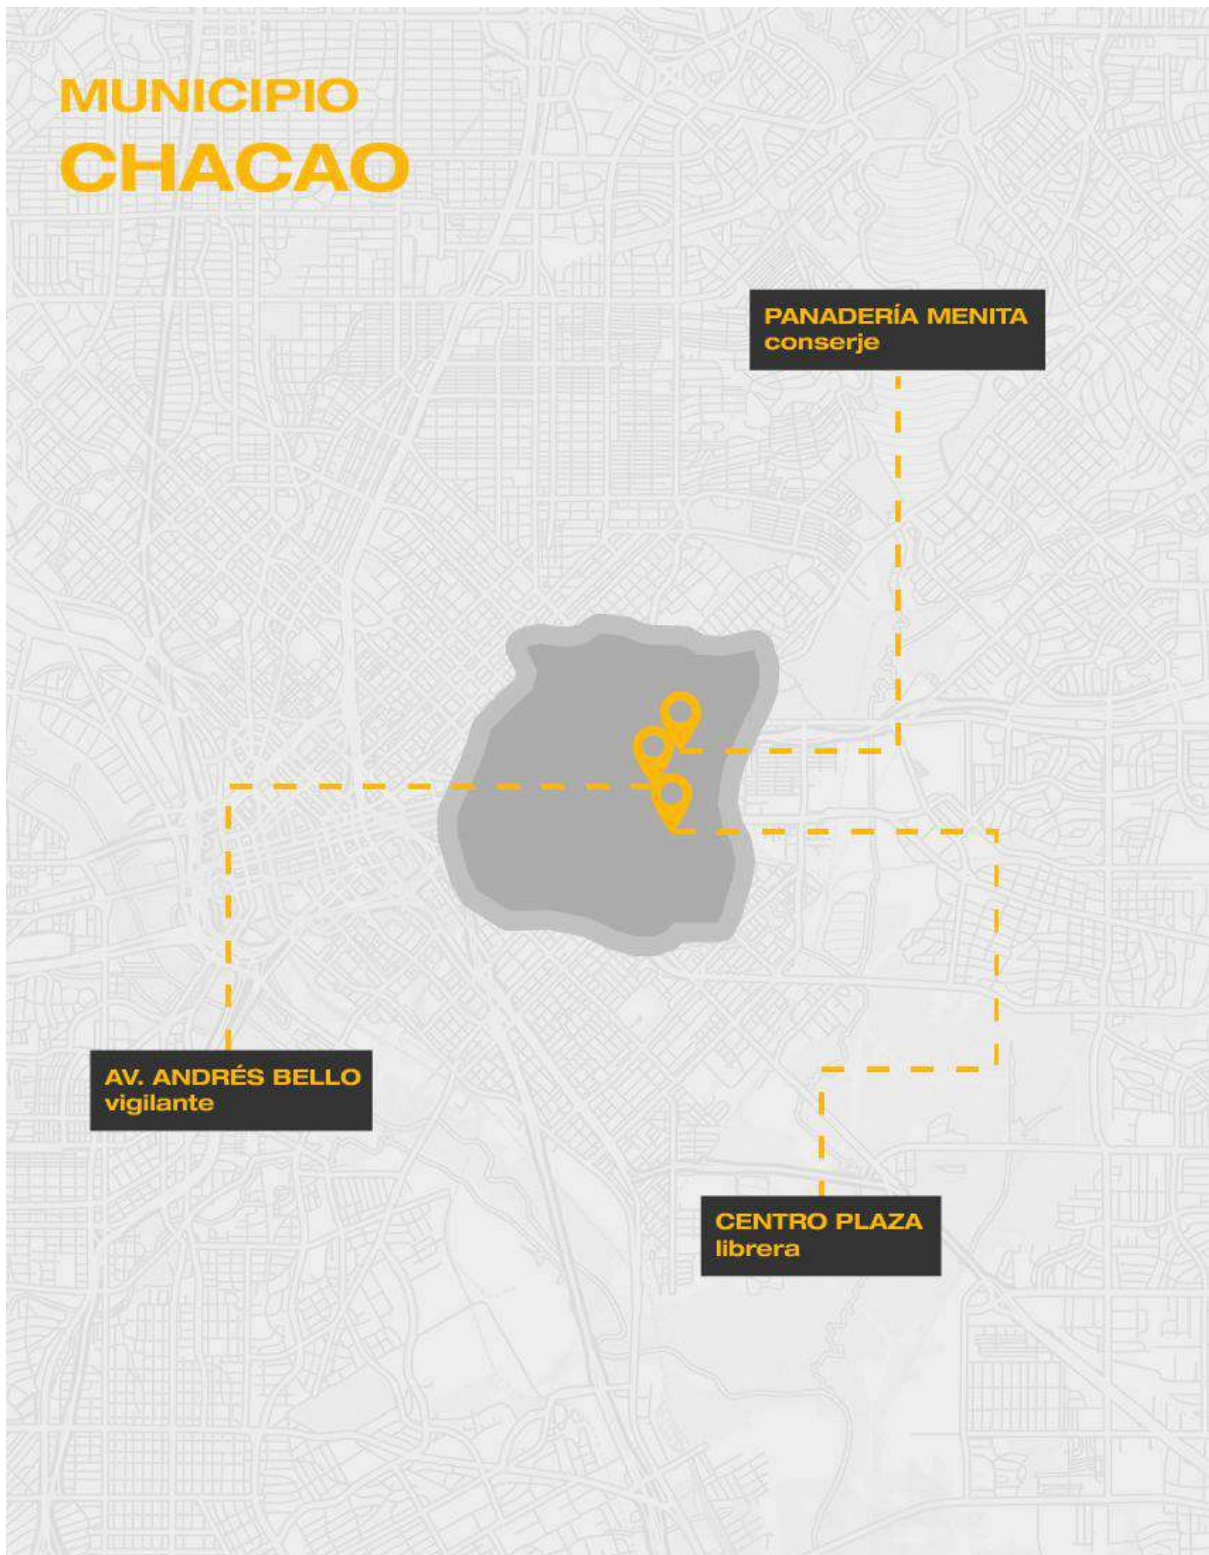 MUNICIPIO
CHACAO
PANADERÍA MENITA
conserje
AV. ANDRÉS BELLO
vigilante
CENTRO PLAZA
librera